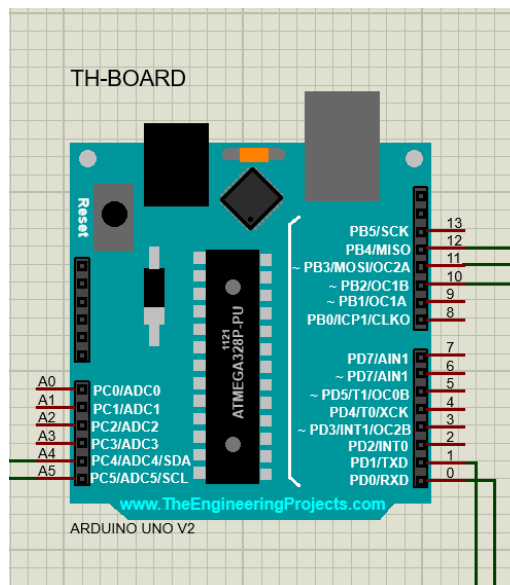 TH-BOARD
Reset
1121
ATMEGA328P-PU
A0 PC0/ADC0
A1 PC1/ADC1
A2 PC2/ADC2
A3 PC3/ADC3
A4 PC4/ADC4/SDA
A5 PC5/ADC5/SCL
PB5/SCK 13
PB4/MISO 12
~ PB3/MOSI/OC2A 11
~ PB2/OC1B 10
~ PB1/OC1A 9
PB0/ICP1/CLKO 8
PD7/AIN1 7
~ PD7/AIN1 6
~ PD5/T1/OC0B 5
PD4/T0/XCK 4
~ PD3/INT1/OC2B 3
PD2/INT0 2
PD1/TXD 1
PD0/RXD 0
www.TheEngineeringProjects.com
ARDUINO UNO V2